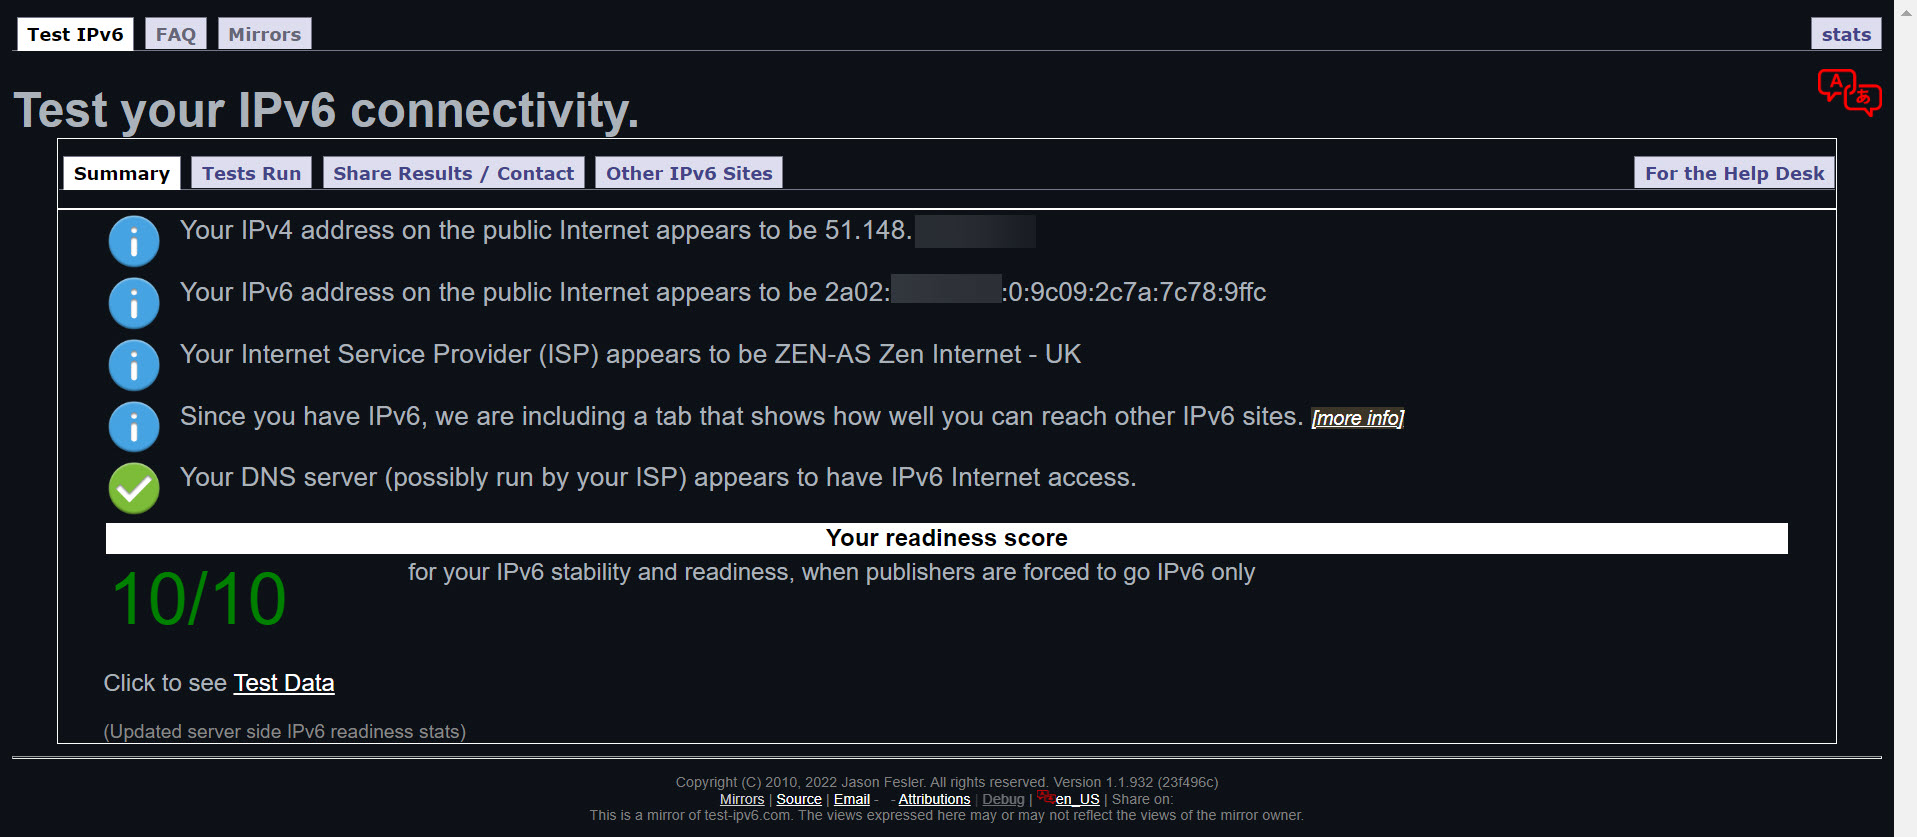 Test IPv6 FAQ Mirrors stats
Test your IPv6 connectivity.
Summary Tests Run Share Results / Contact Other IPv6 Sites For the Help Desk
Your IPv4 address on the public Internet appears to be 51.148.
Your IPv6 address on the public Internet appears to be 2a02: :0:9c09:2c7a:7c78:9ffc
Your Internet Service Provider (ISP) appears to be ZEN-AS Zen Internet - UK
Since you have IPv6, we are including a tab that shows how well you can reach other IPv6 sites. [more info]
Your DNS server (possibly run by your ISP) appears to have IPv6 Internet access.
Your readiness score
10/10 for your IPv6 stability and readiness, when publishers are forced to go IPv6 only
Click to see Test Data
(Updated server side IPv6 readiness stats)
Copyright (C) 2010, 2022 Jason Fesler. All rights reserved. Version 1.1.932 (23f496c)
Mirrors | Source | Email - - Attributions | Debug | en_US | Share on:
This is a mirror of test-ipv6.com. The views expressed here may or may not reflect the views of the mirror owner.